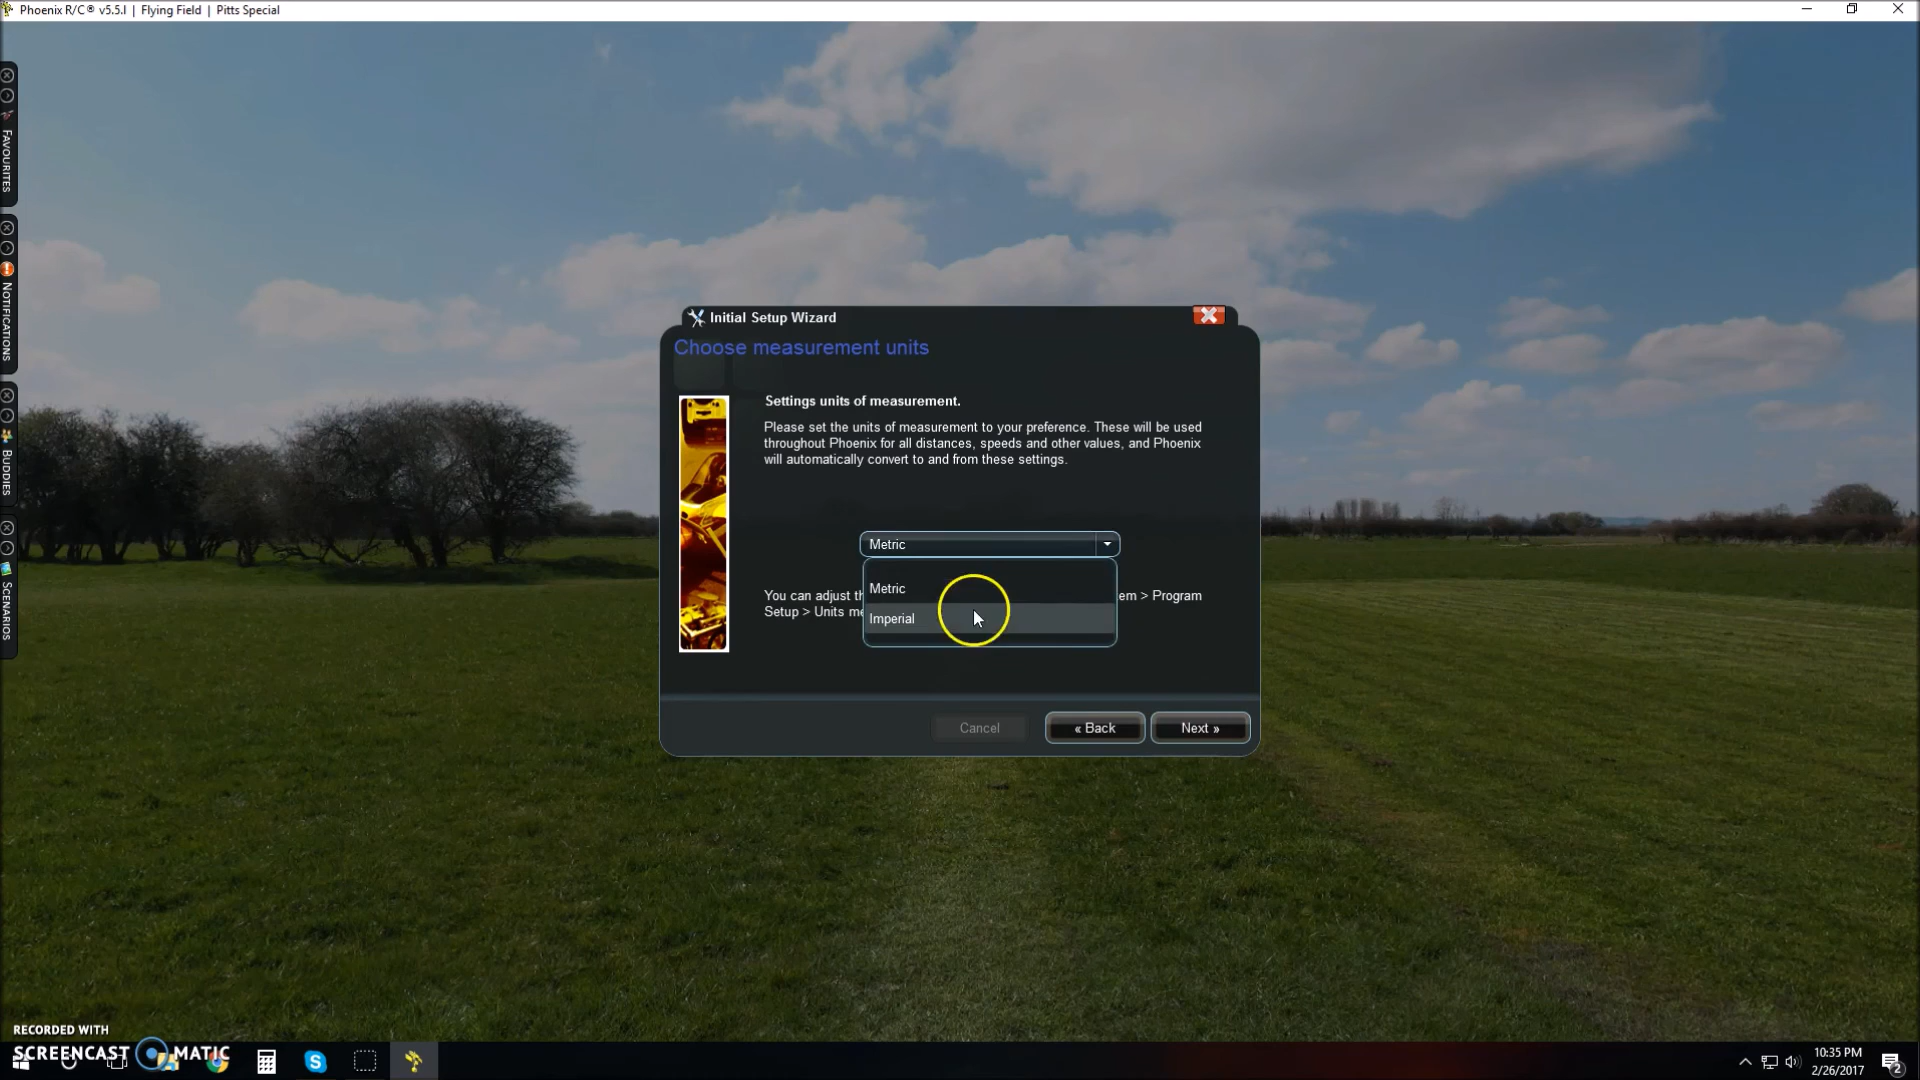 Phoenix R/C® v5.5.l | Flying Field | Pitts Special
FAVOURITES
NOTIFICATIONS
BUDDIES
SCENARIOS
Initial Setup Wizard
Choose measurement units
Settings units of measurement.
Please set the units of measurement to your preference. These will be used
throughout Phoenix for all distances, speeds and other values, and Phoenix
will automatically convert to and from these settings.
Metric
Metric
Imperial
You can adjust em > Program
Setup > Units
Cancel
« Back
Next »
RECORDED WITH
SCREENCAST MATIC
10:35 PM
2/26/2017
2